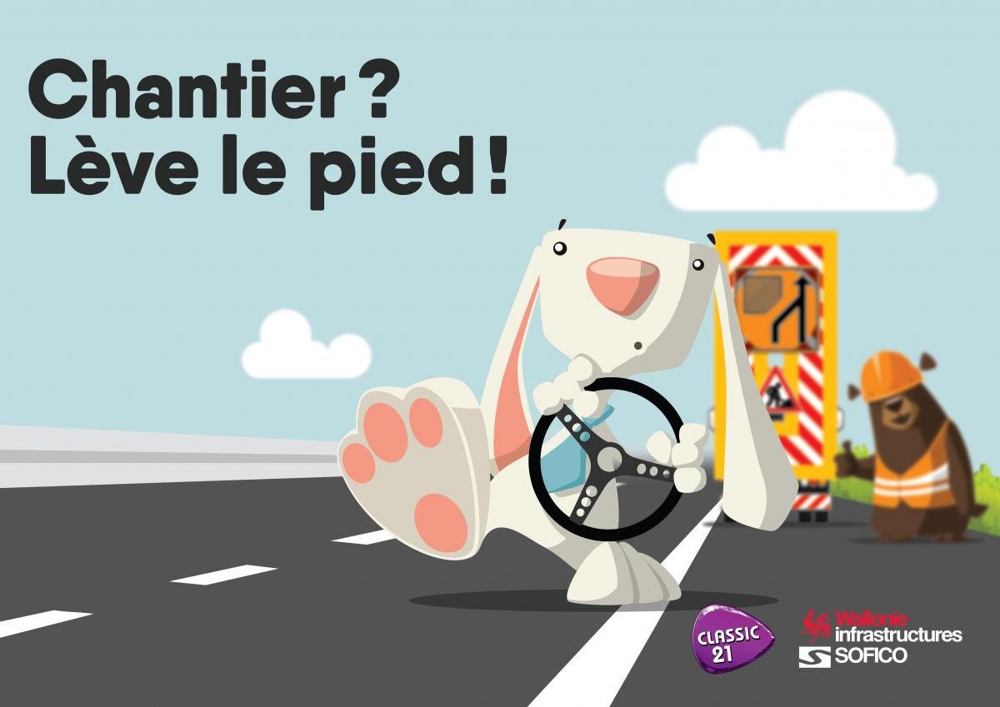 Chantier ?
Lève le pied !
CLASSIC
21
Wallonie
infrastructures
SOFICO